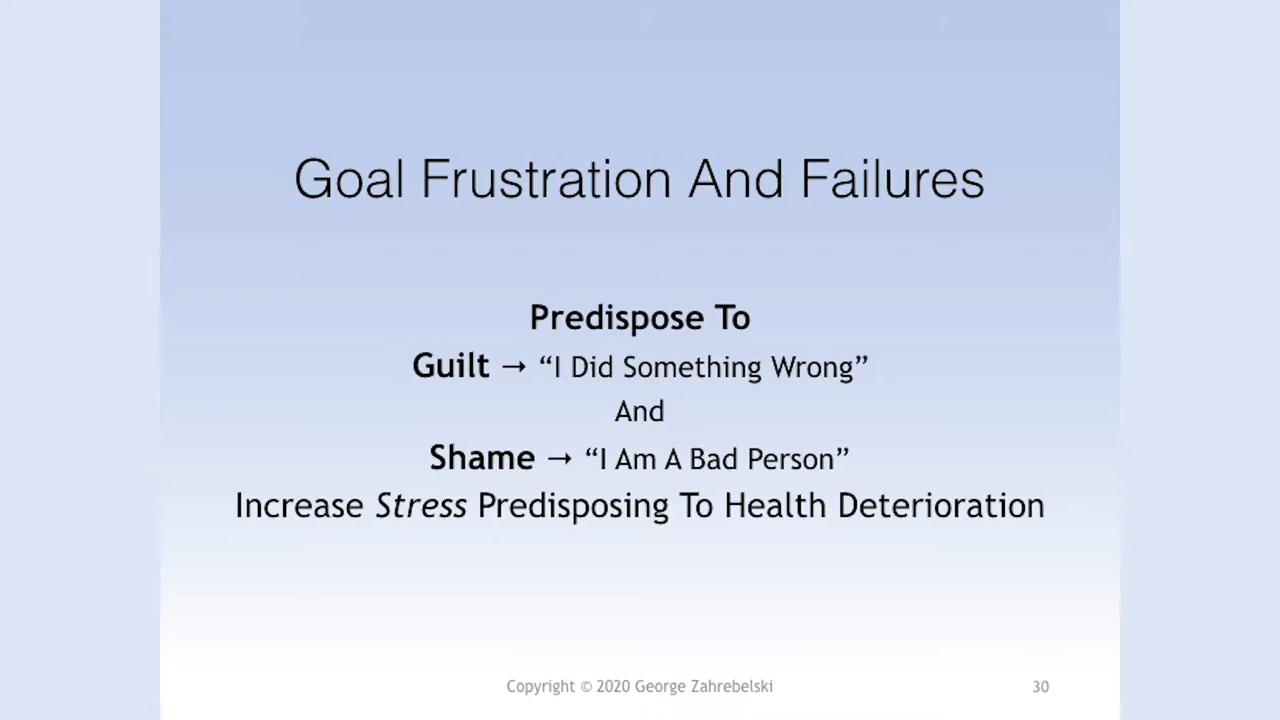 Goal Frustration And Failures
Predispose To
Guilt → “I Did Something Wrong”
And
Shame → “I Am A Bad Person”
Increase Stress Predisposing To Health Deterioration
Copyright © 2020 George Zahrebelski
30